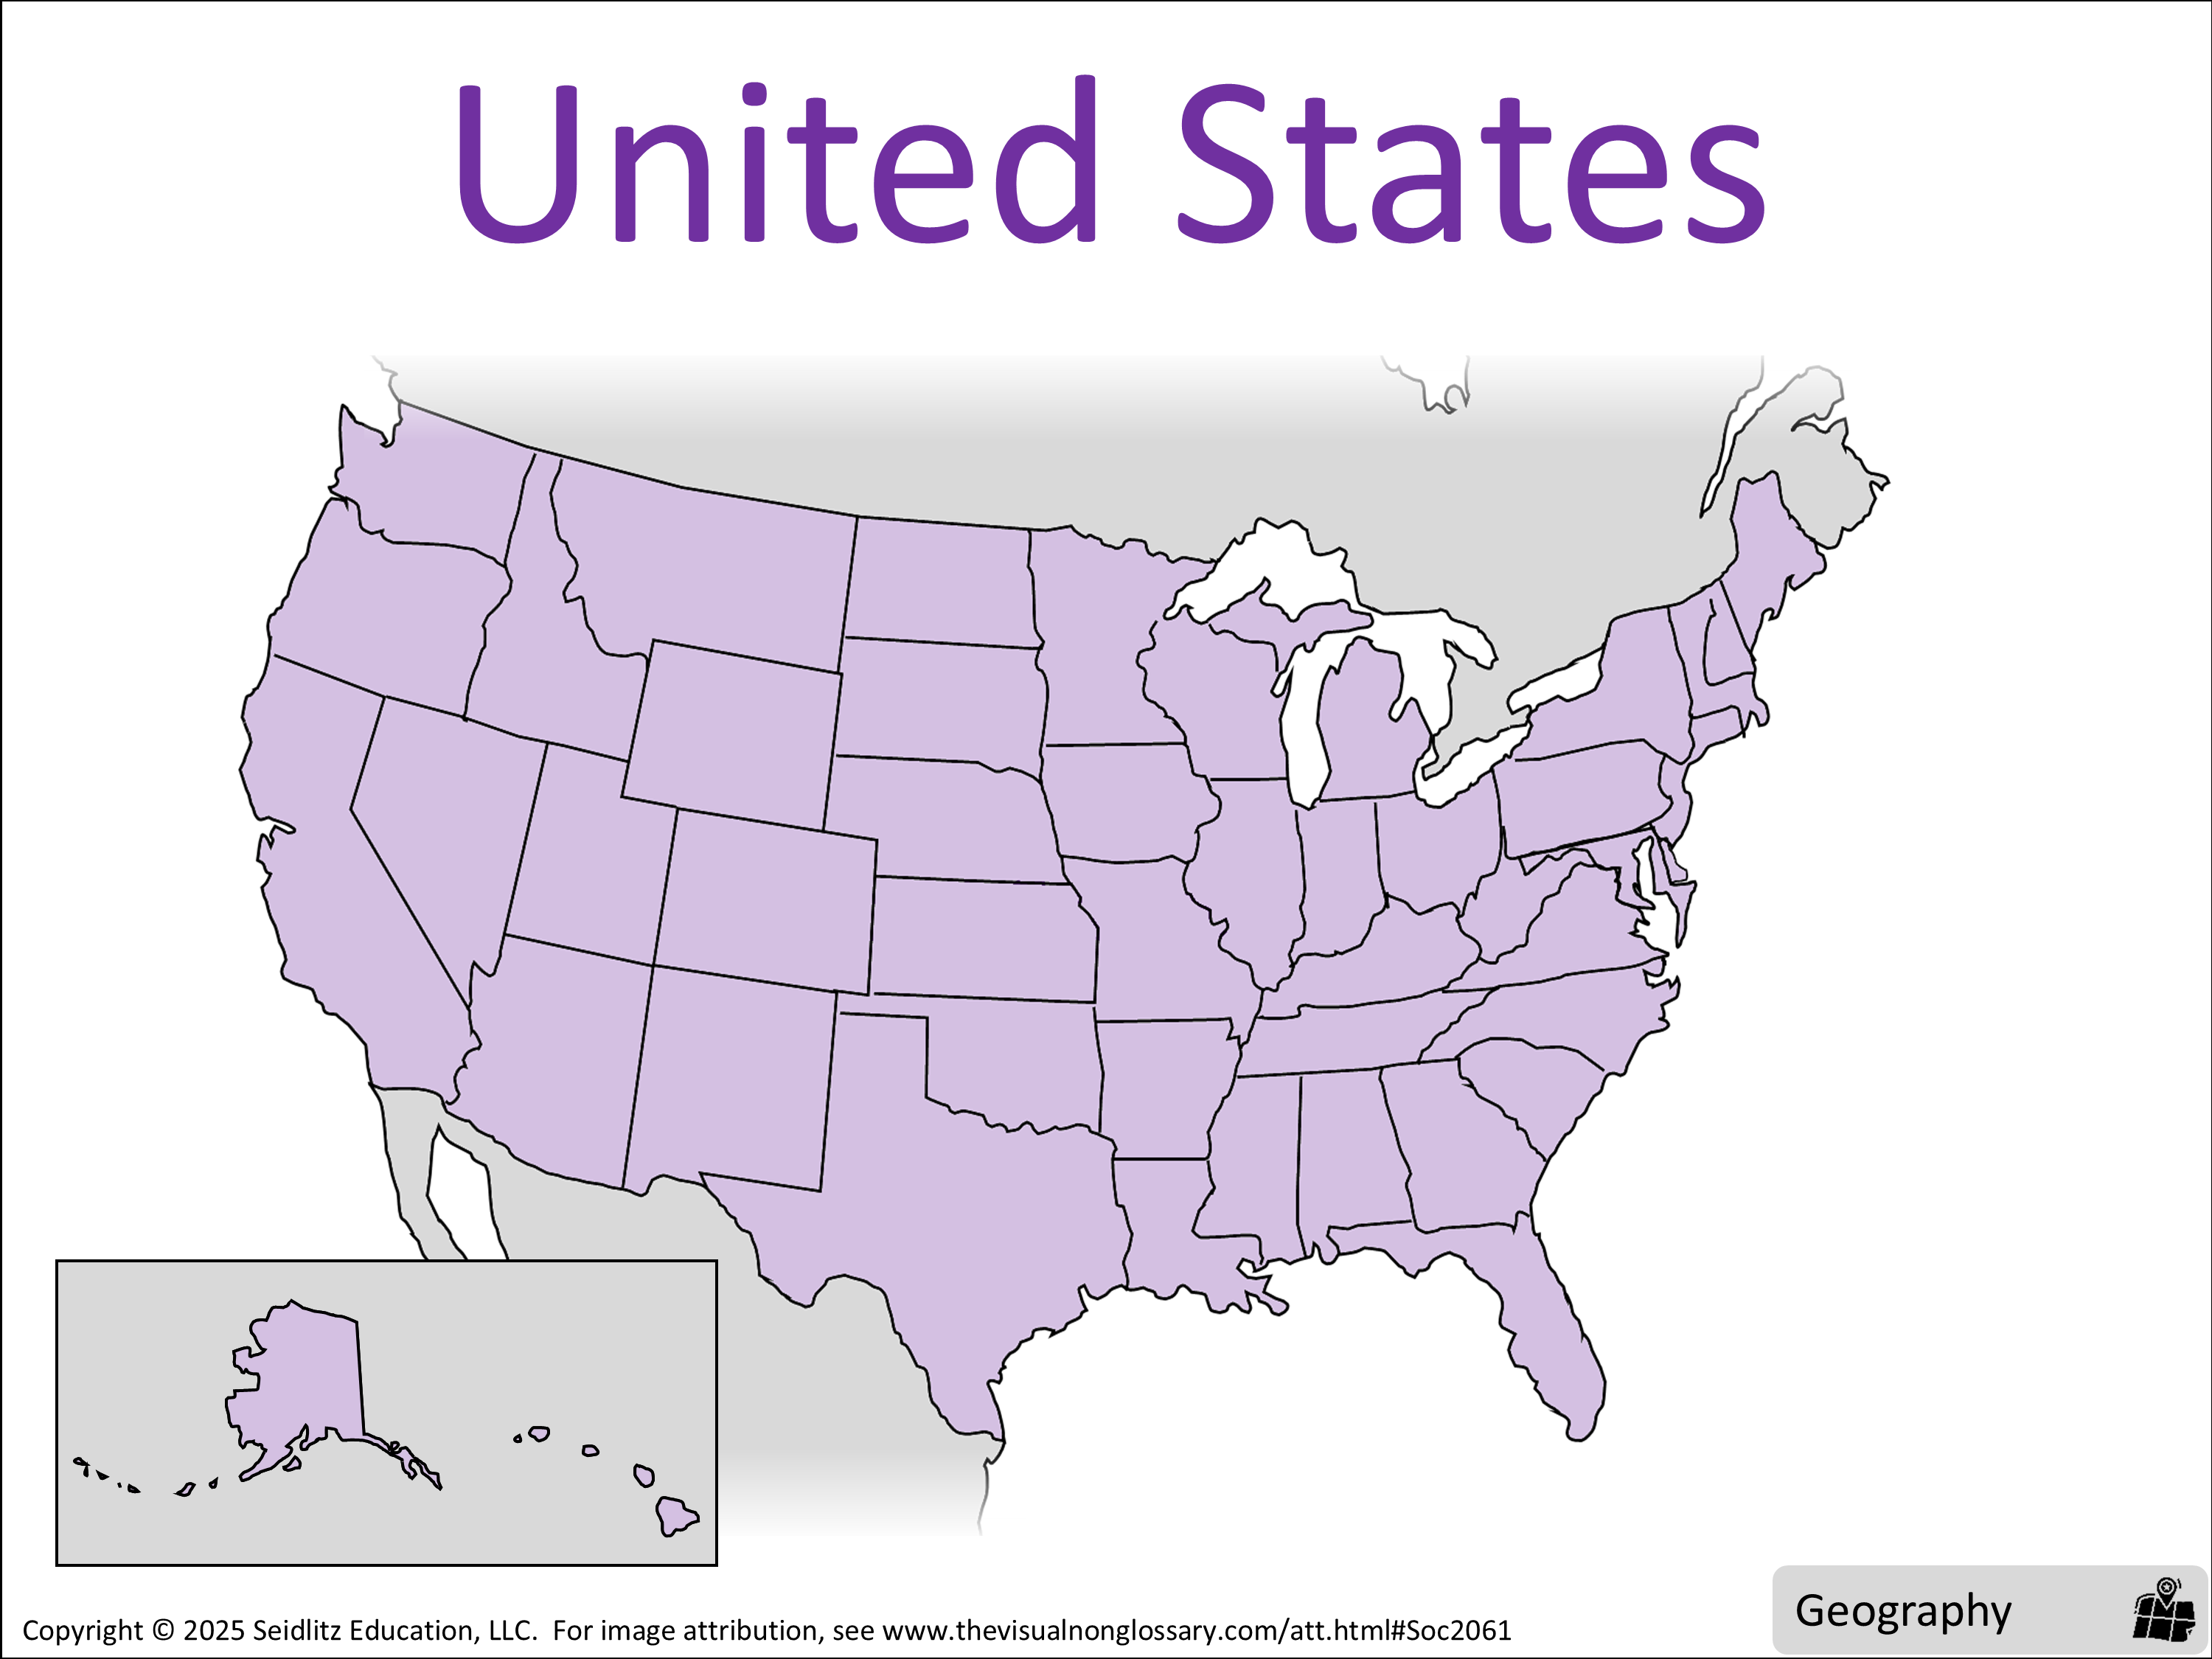 United States
Copyright © 2025 Seidlitz Education, LLC.  For image attribution, see www.thevisualnonglossary.com/att.html#Soc2061
Geography